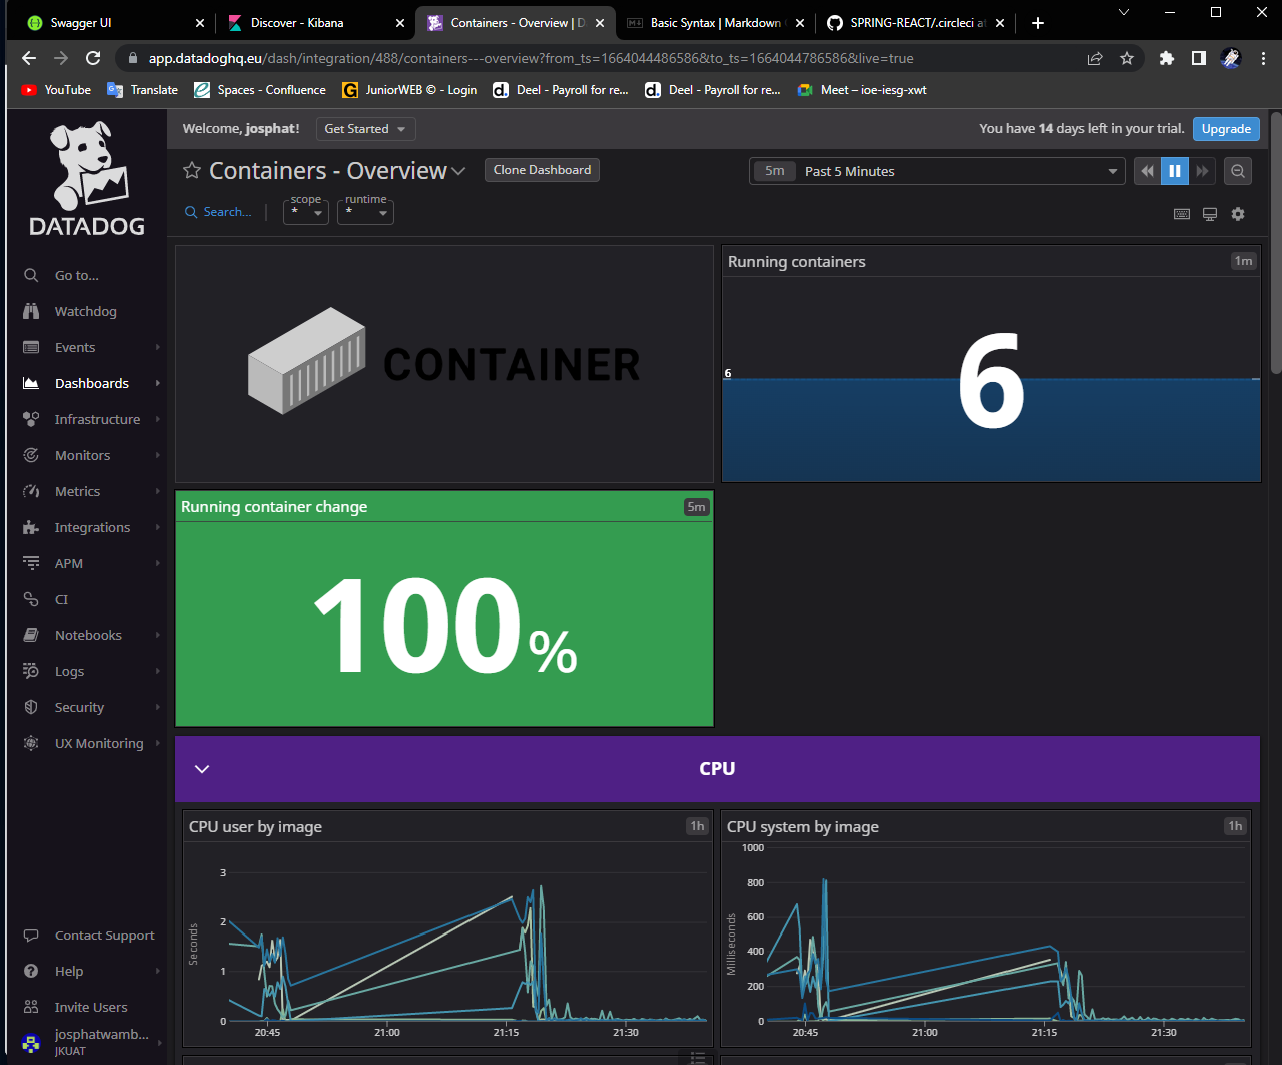 Swagger UI
Discover - Kibana
Containers - Overview | D
Basic Syntax | Markdown
SPRING-REACT/.circleci at
app.datadoghq.eu/dash/integration/488/containers---overview?from_ts=1664044486586&to_ts=1664044786586&live=true
YouTube
Translate
Spaces - Confluence
JuniorWEB © - Login
Deel - Payroll for re...
Deel - Payroll for re...
Meet – ioe-iesg-xwt
DATADOG
Welcome, josphat!
Get Started
You have 14 days left in your trial.
Upgrade
Containers - Overview
Clone Dashboard
5m Past 5 Minutes
Search...
scope
*
runtime
*
Go to...
Watchdog
Events
Dashboards
Infrastructure
Monitors
Metrics
Integrations
APM
CI
Notebooks
Logs
Security
UX Monitoring
Contact Support
Help
Invite Users
josphatwamb...
JKUAT
CONTAINER
Running containers
1m
6
6
Running container change
5m
100%
CPU
CPU user by image
1h
Seconds
3
2
1
0
20:45
21:00
21:15
21:30
CPU system by image
1h
Milliseconds
1000
800
600
400
200
0
20:45
21:00
21:15
21:30